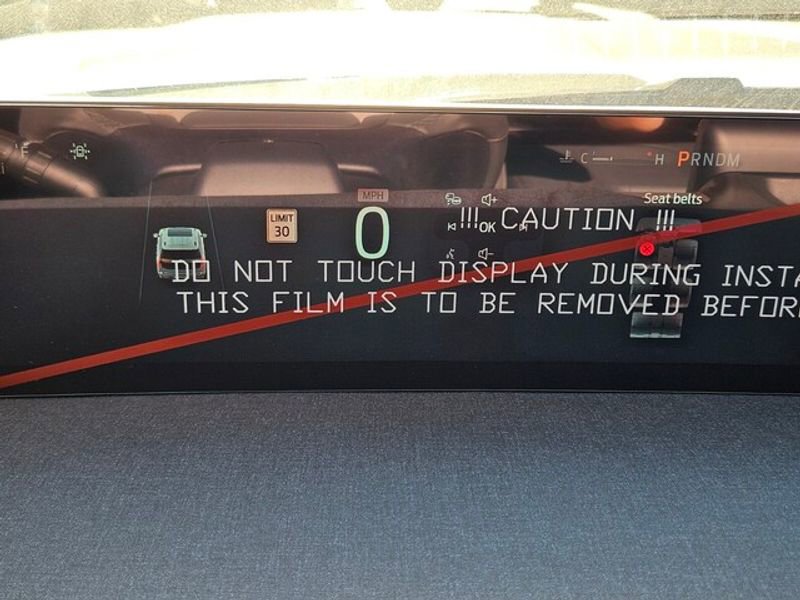 E
C H PRNDM
MPH
Seat belts
LIMIT
30
0
OK
!!! CAUTION !!!
DO NOT TOUCH DISPLAY DURING INSTA
THIS FILM IS TO BE REMOVED BEFOR